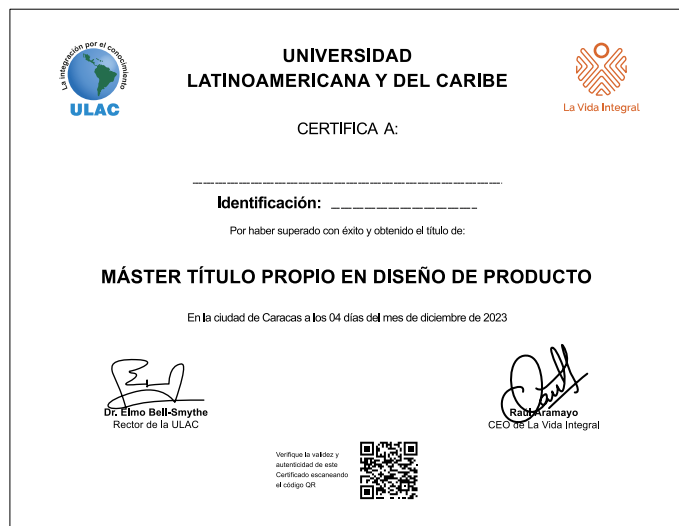 La integración por el conocimiento
ULAC
UNIVERSIDAD
LATINOAMERICANA Y DEL CARIBE
La Vida Integral
CERTIFICA A:
Identificación:
Por haber superado con éxito y obtenido el título de:
MÁSTER TÍTULO PROPIO EN DISEÑO DE PRODUCTO
En la ciudad de Caracas a los 04 días del mes de diciembre de 2023
Dr. Elmo Bell-Smythe
Rector de la ULAC
Raúl Aramayo
CEO de La Vida Integral
Verifique la validez y
autenticidad de este
Certificado escaneando
el código QR